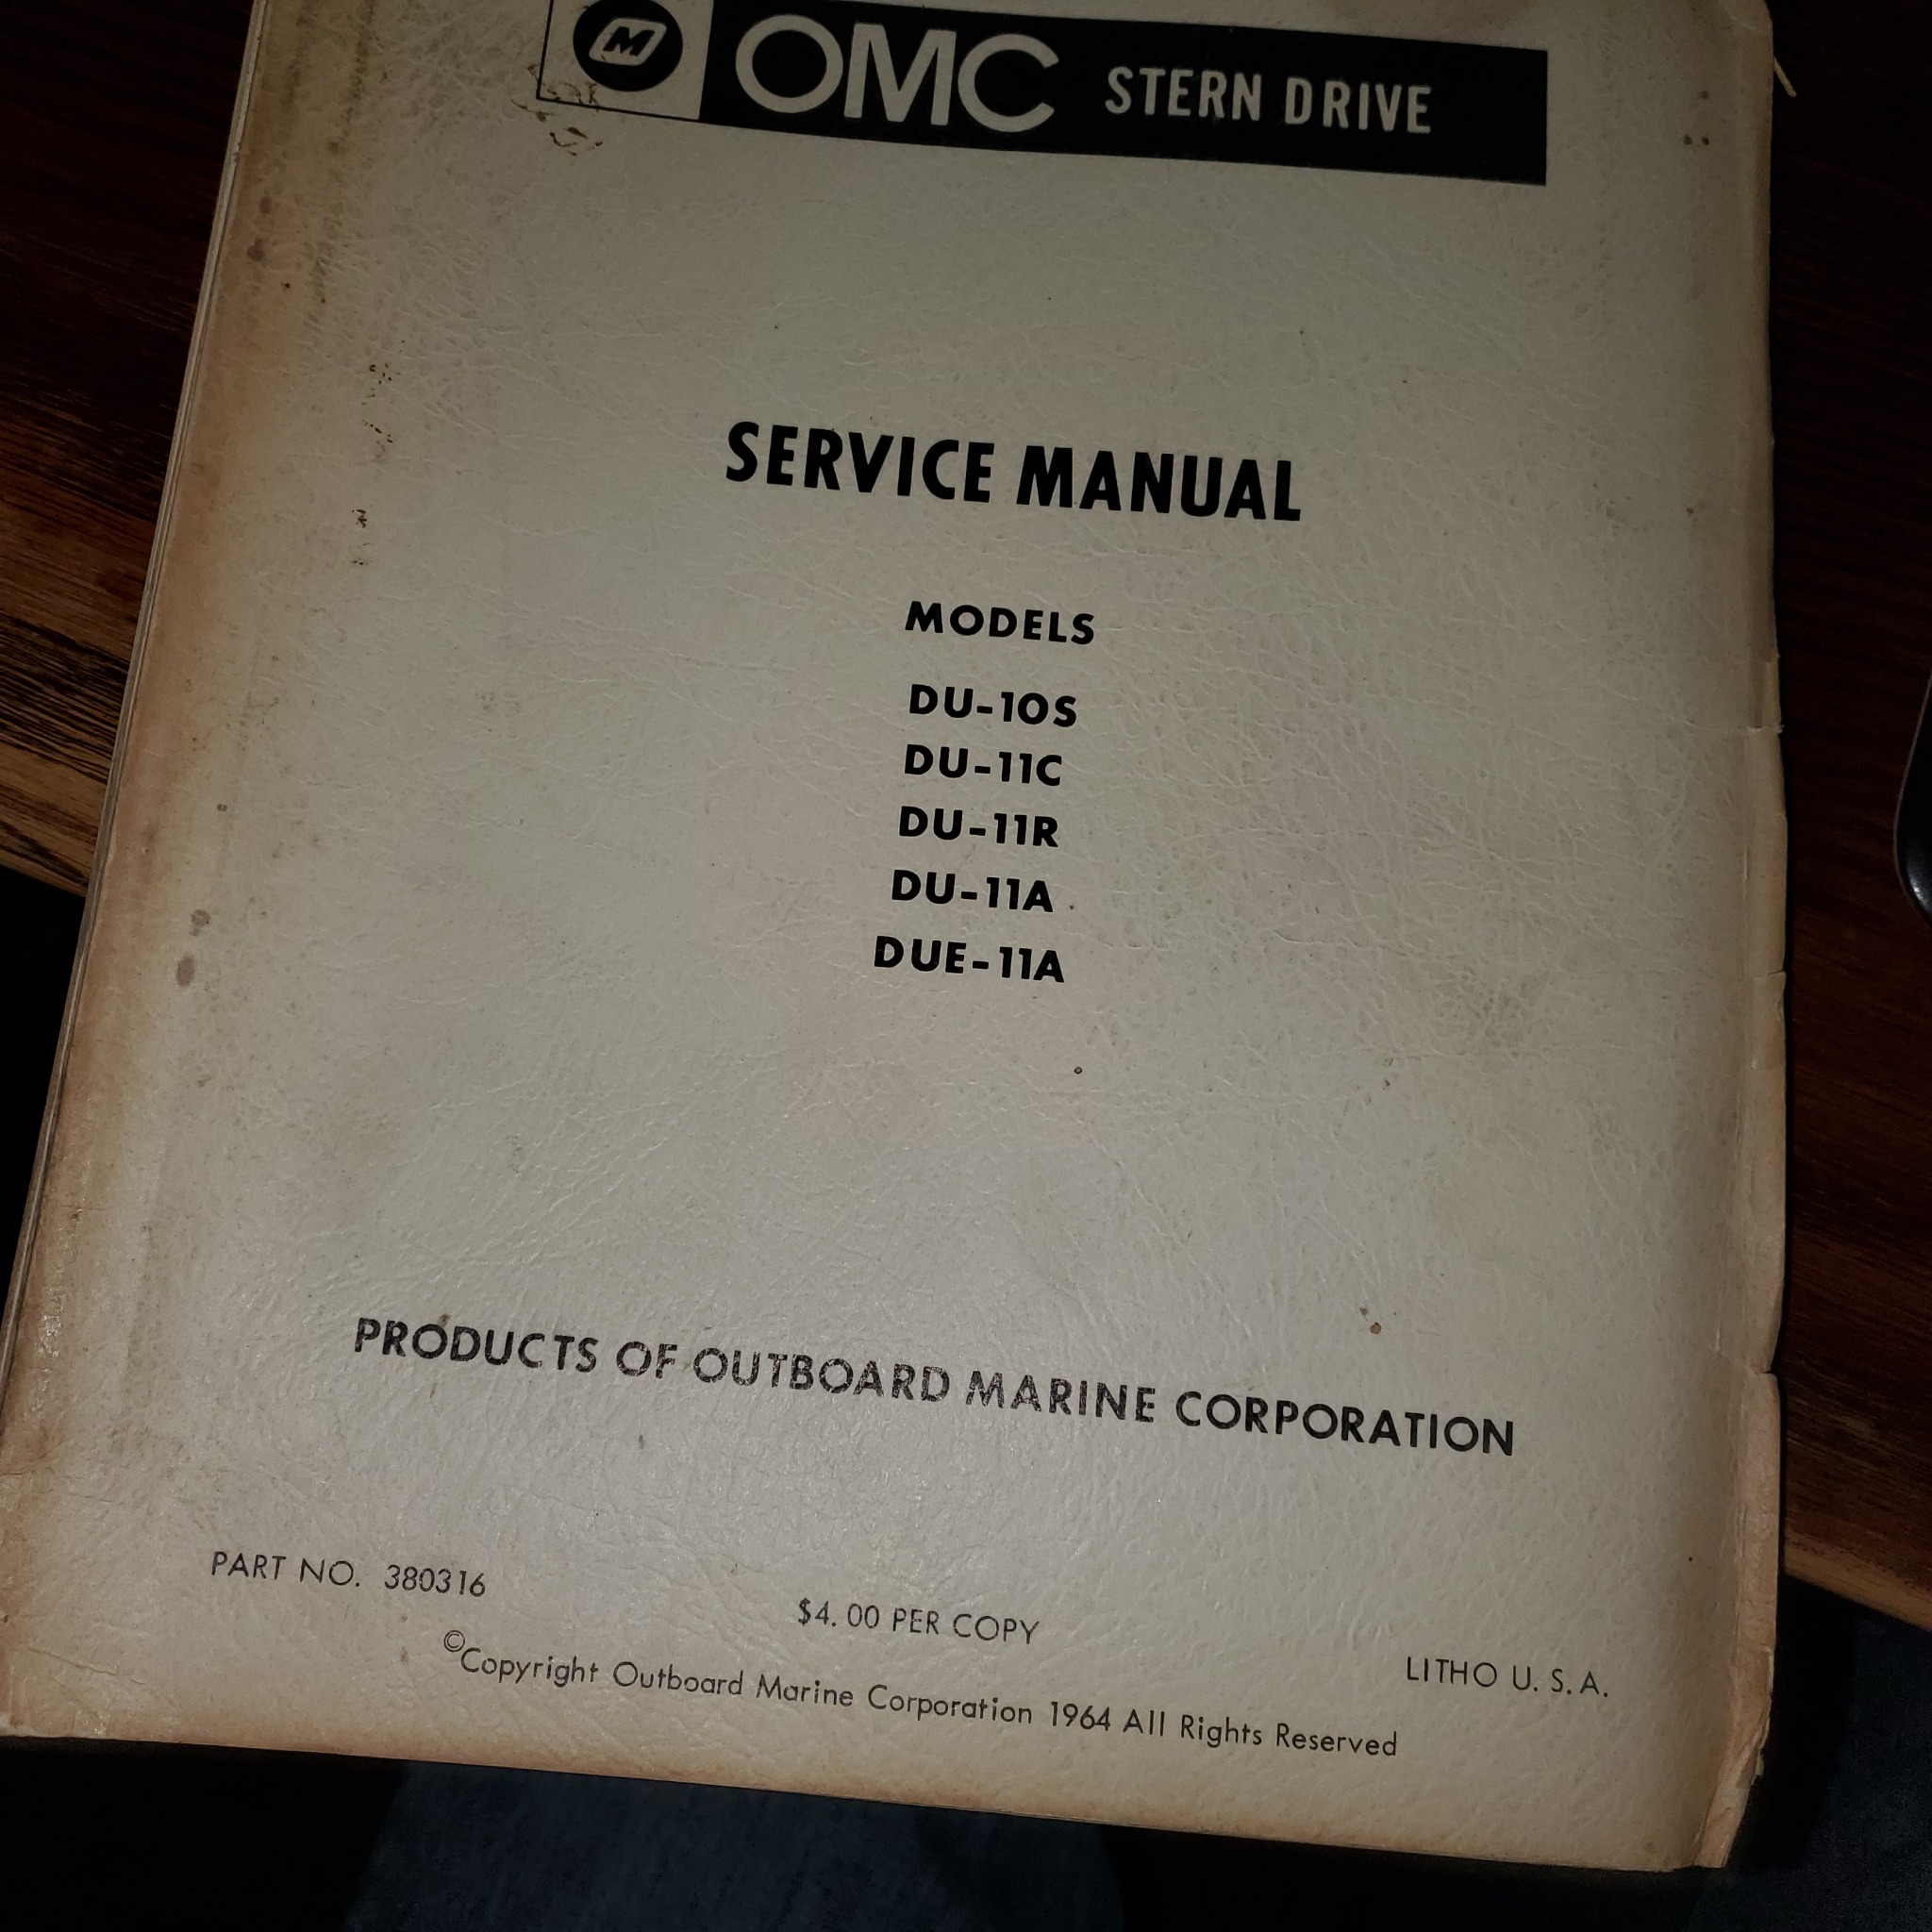 M OMC STERN DRIVE
SERVICE MANUAL
MODELS
DU-10S
DU-11C
DU-11R
DU-11A
DUE-11A
PRODUCTS OF OUTBOARD MARINE CORPORATION
PART NO. 380316
$4.00 PER COPY
LITHO U. S. A.
©Copyright Outboard Marine Corporation 1964 All Rights Reserved